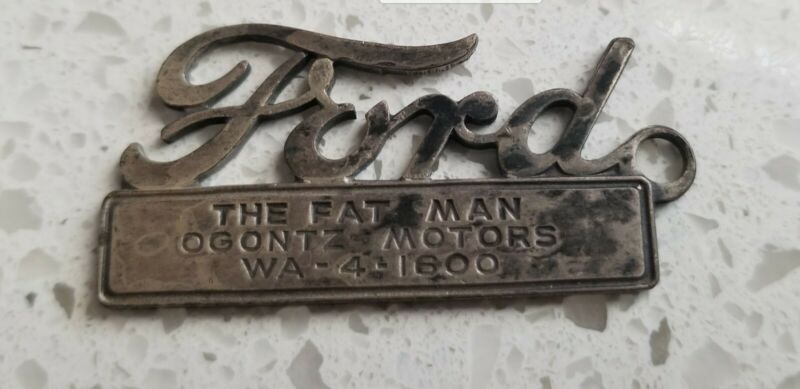 Ford
THE FAT MAN
OGONTZ MOTORS
WA-4-1600